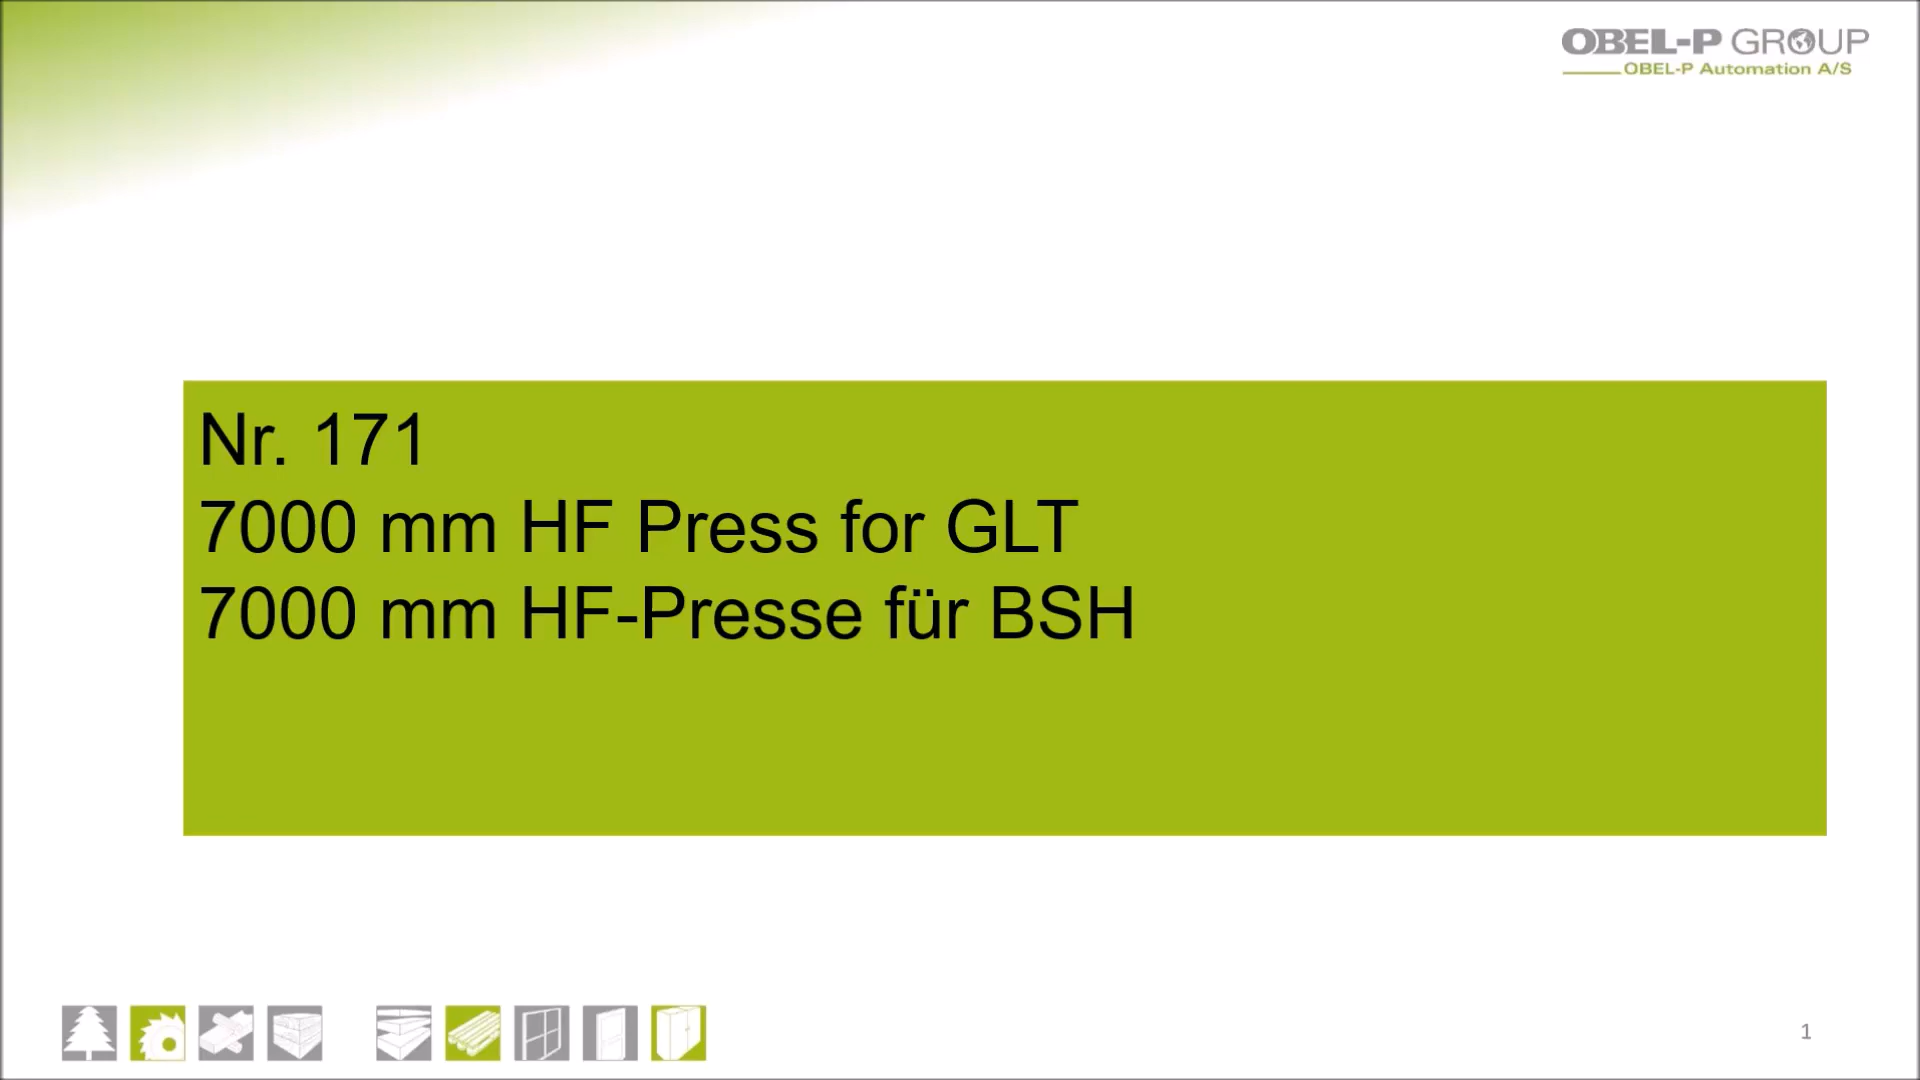 OBEL-P GROUP
OBEL-P Automation A/S
Nr. 171
7000 mm HF Press for GLT
7000 mm HF-Presse für BSH
1